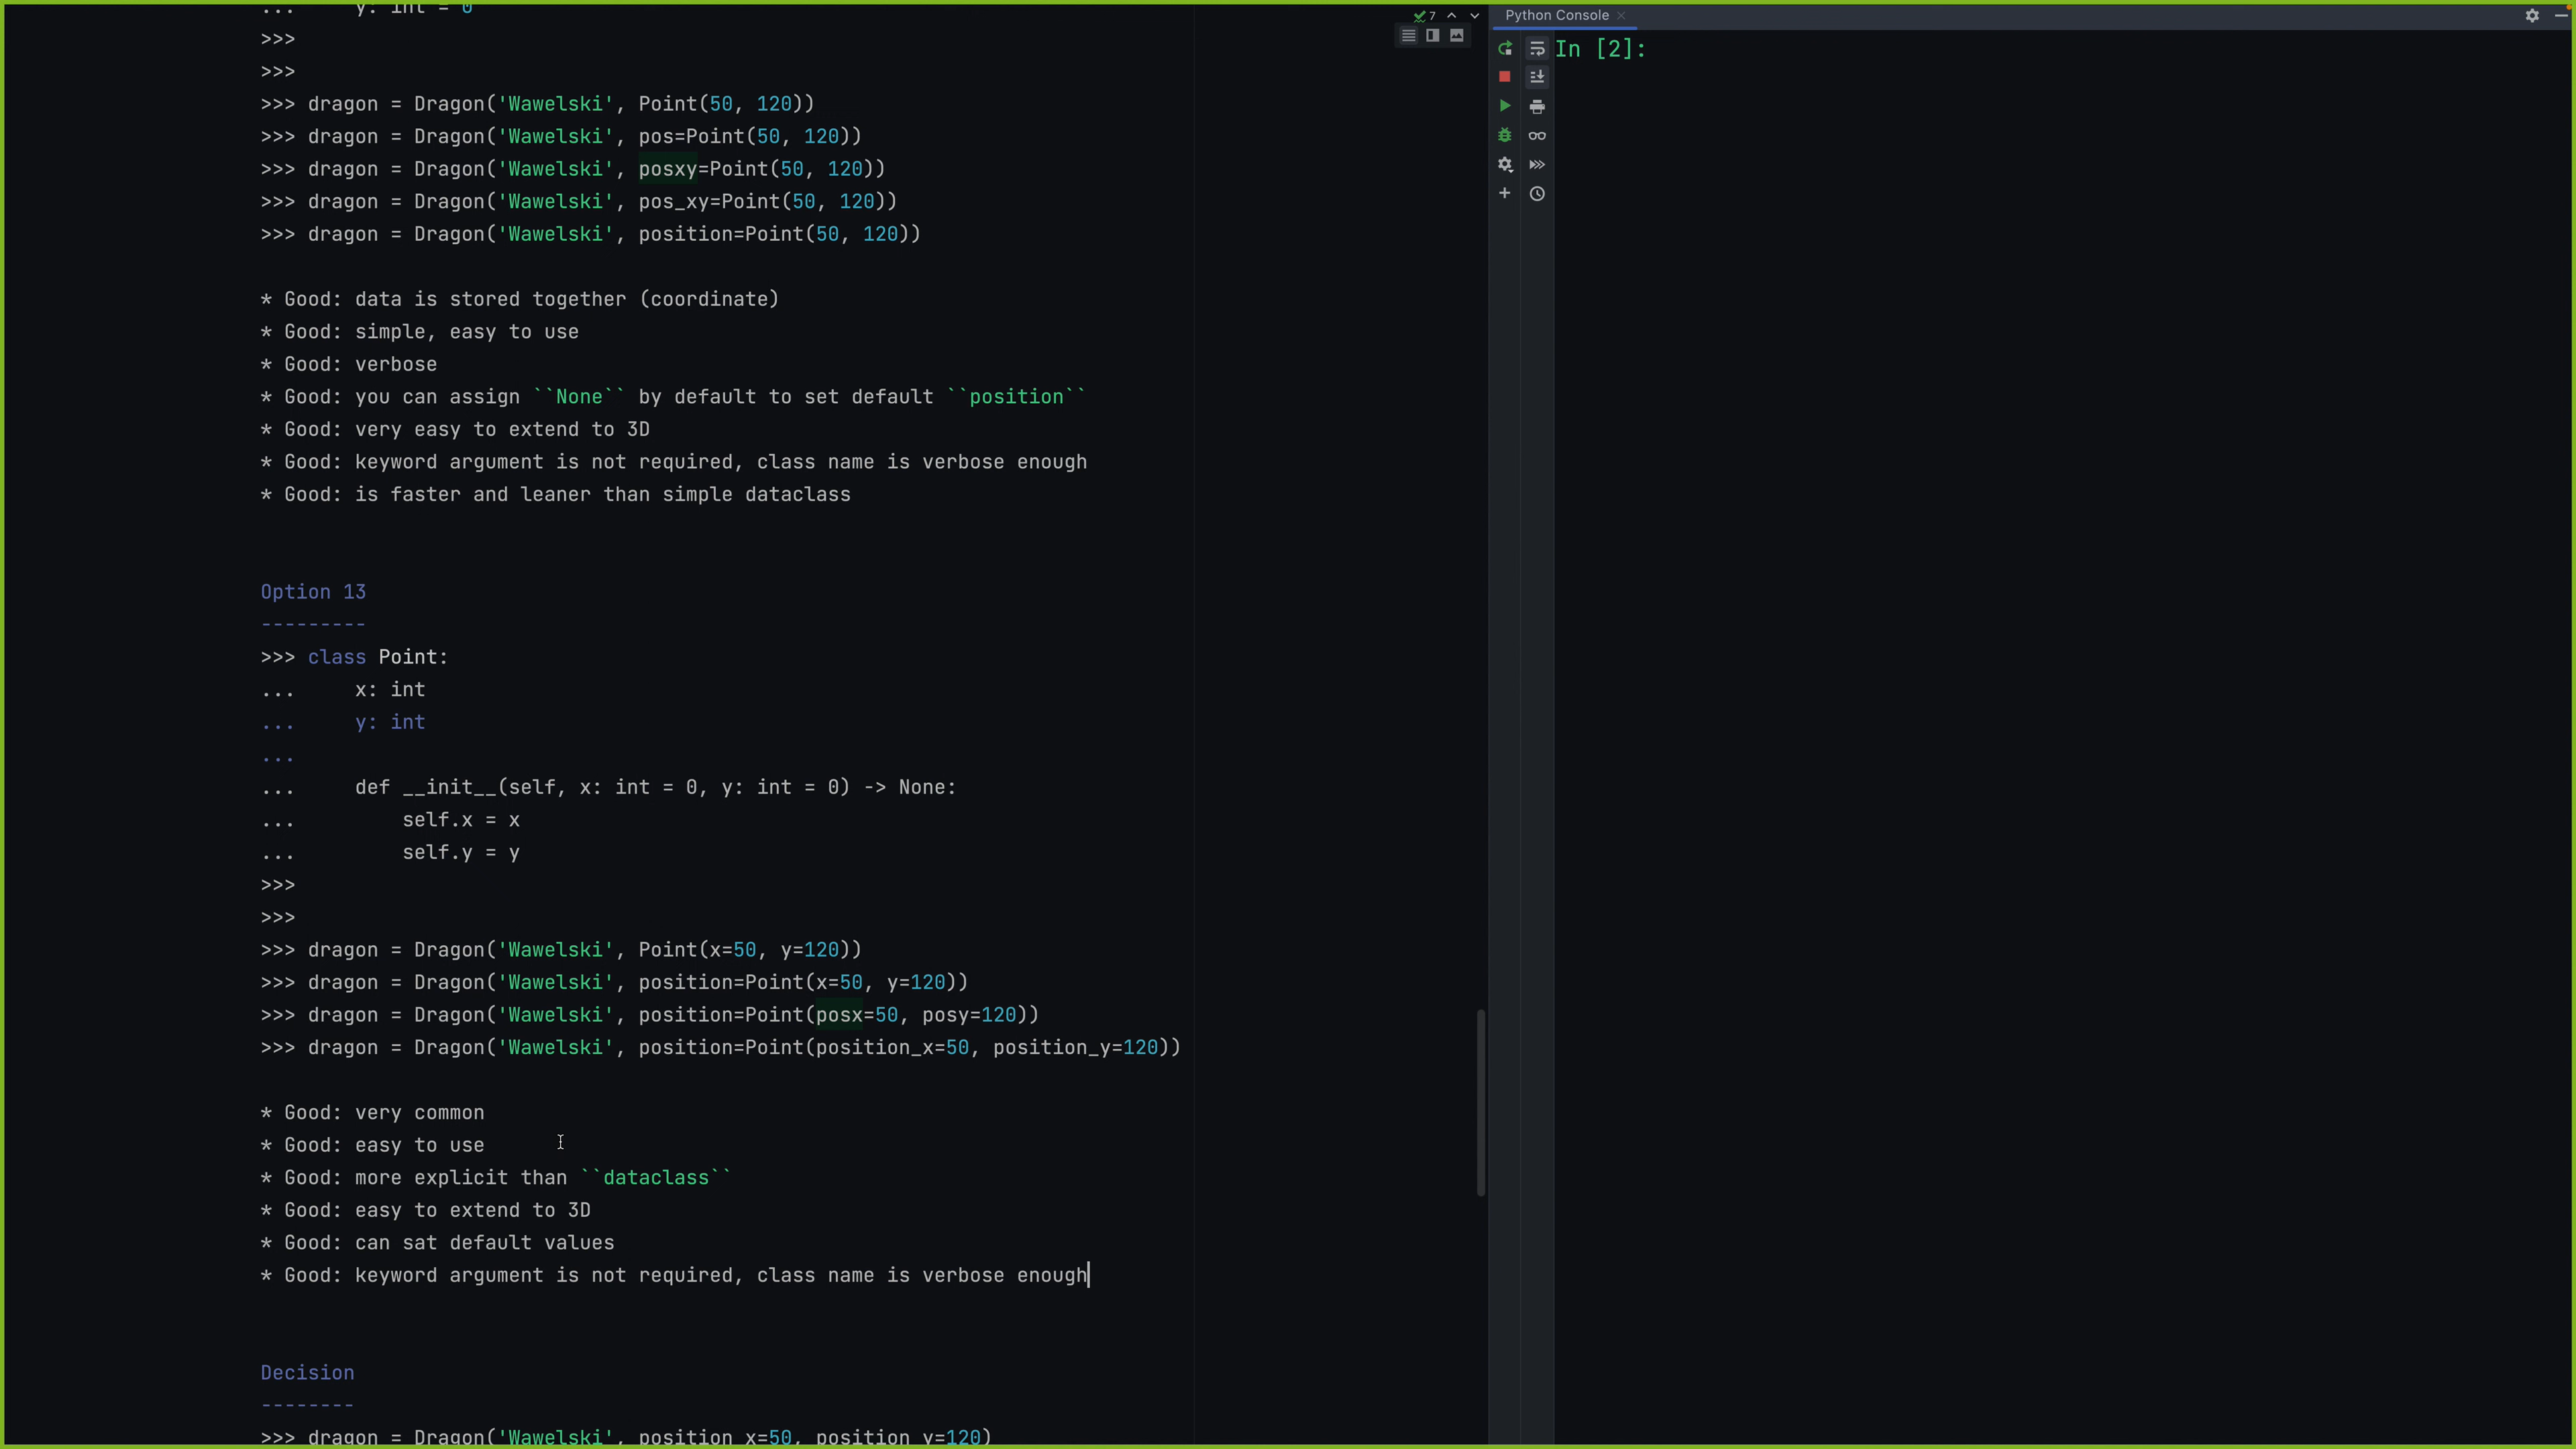 ...     y: int = 0
>>>
>>>
>>> dragon = Dragon('Wawelski', Point(50, 120))
>>> dragon = Dragon('Wawelski', pos=Point(50, 120))
>>> dragon = Dragon('Wawelski', posxy=Point(50, 120))
>>> dragon = Dragon('Wawelski', pos_xy=Point(50, 120))
>>> dragon = Dragon('Wawelski', position=Point(50, 120))
* Good: data is stored together (coordinate)
* Good: simple, easy to use
* Good: verbose
* Good: you can assign ``None`` by default to set default ``position``
* Good: very easy to extend to 3D
* Good: keyword argument is not required, class name is verbose enough
* Good: is faster and leaner than simple dataclass
Option 13
---------
>>> class Point:
...     x: int
...     y: int
...
...     def __init__(self, x: int = 0, y: int = 0) -> None:
...         self.x = x
...         self.y = y
>>>
>>>
>>> dragon = Dragon('Wawelski', Point(x=50, y=120))
>>> dragon = Dragon('Wawelski', position=Point(x=50, y=120))
>>> dragon = Dragon('Wawelski', position=Point(posx=50, posy=120))
>>> dragon = Dragon('Wawelski', position=Point(position_x=50, position_y=120))
* Good: very common
* Good: easy to use
* Good: more explicit than ``dataclass``
* Good: easy to extend to 3D
* Good: can sat default values
* Good: keyword argument is not required, class name is verbose enough
Decision
--------
>>> dragon = Dragon('Wawelski', position_x=50, position_y=120)
7
Python Console
In [2]: